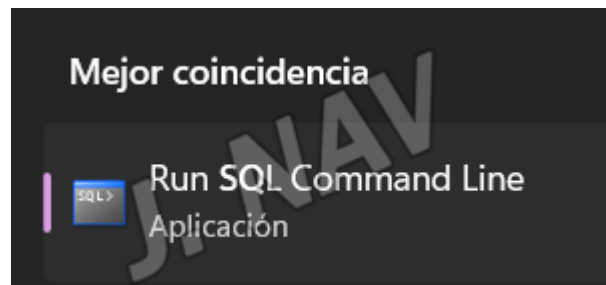 Mejor coincidencia
SQL>
Run SQL Command Line
Aplicación
J. NAV